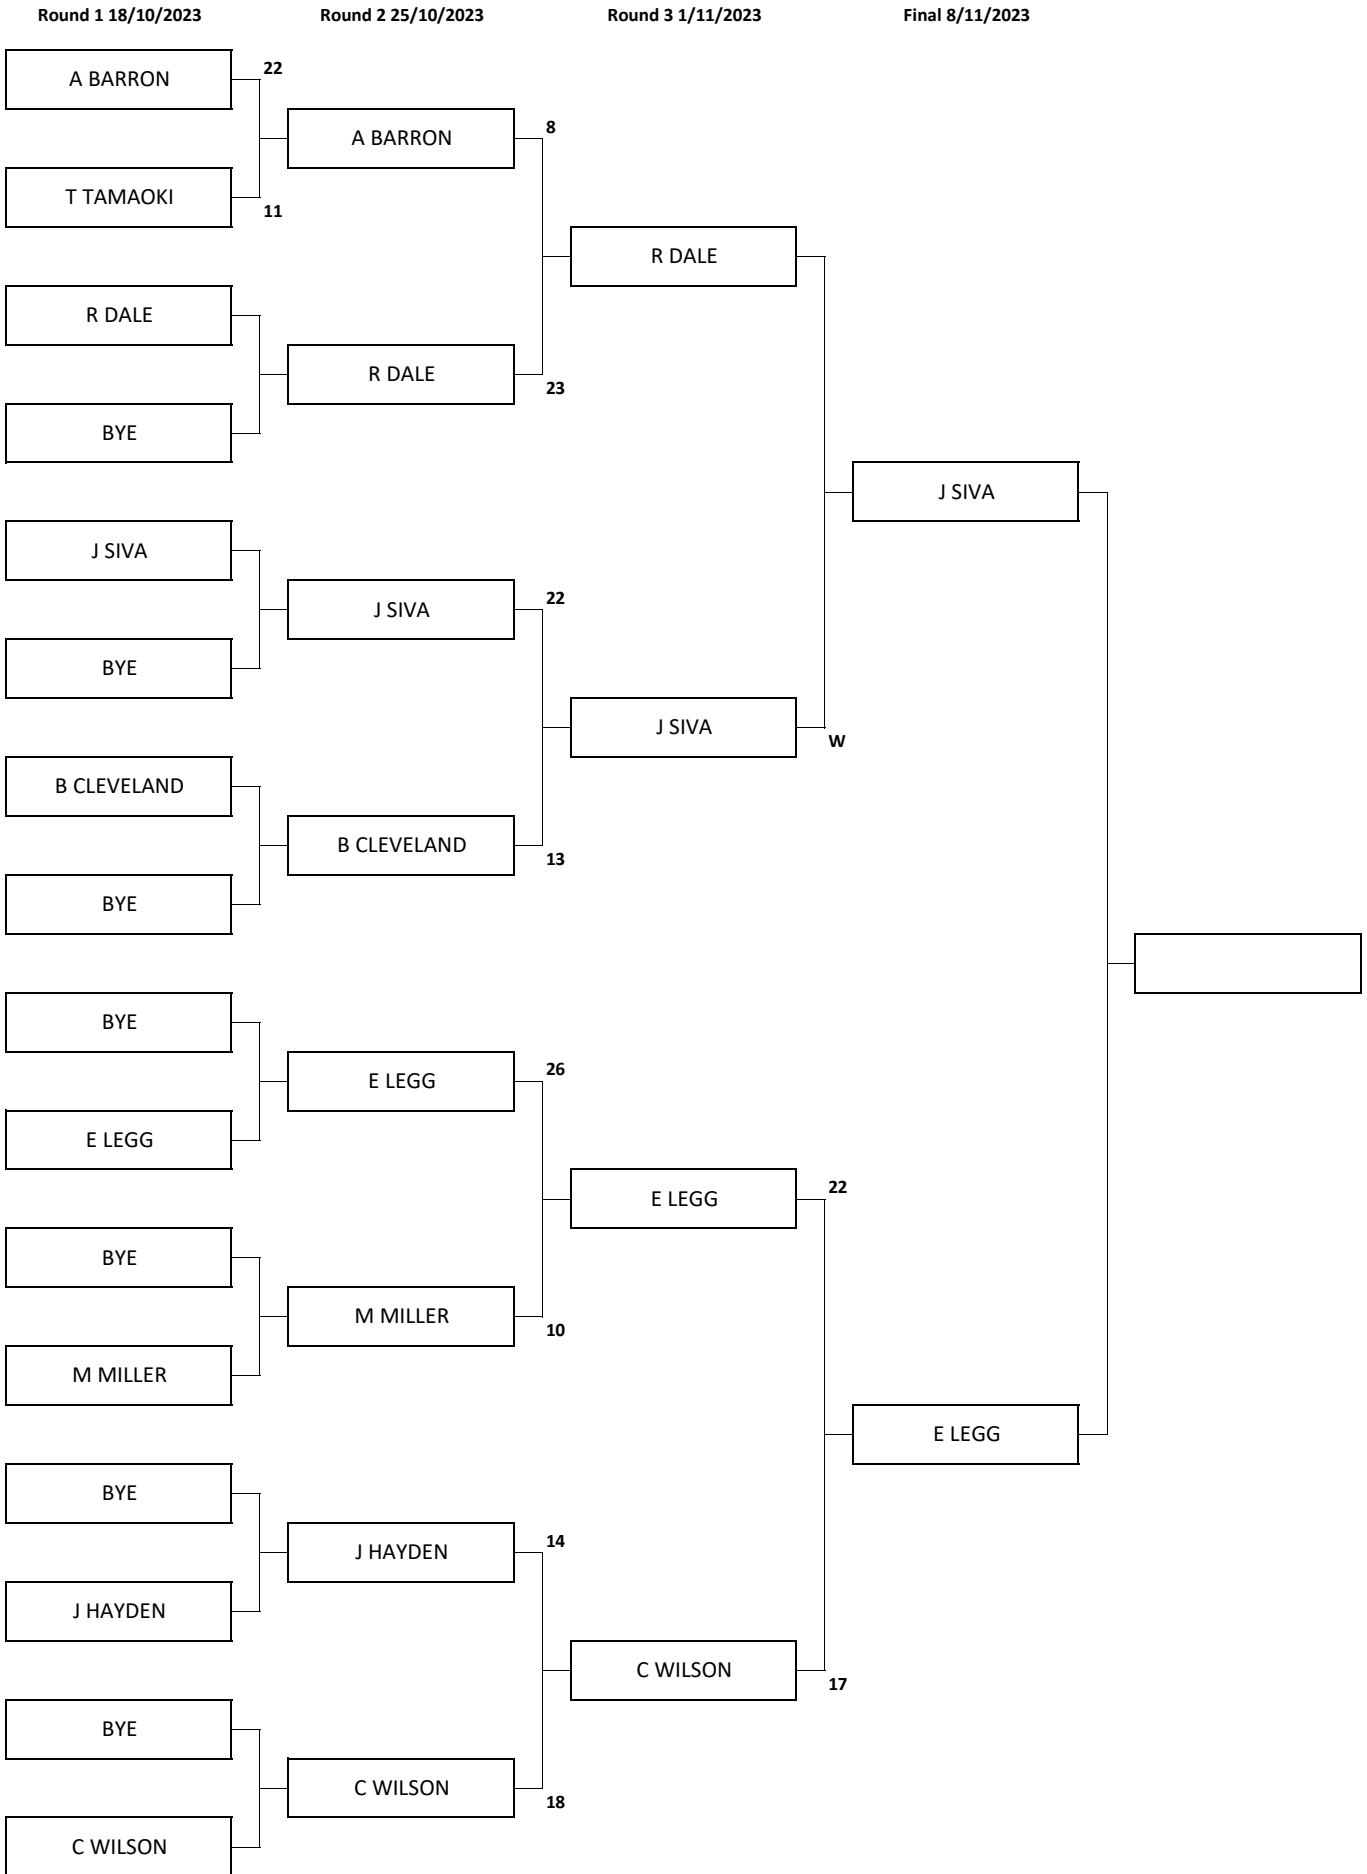 Round 1 18/10/2023 Round 2 25/10/2023 Round 3 1/11/2023 Final 8/11/2023
22
A BARRON
8
A BARRON
T TAMAOKI
11
R DALE
R DALE
R DALE
23
BYE
J SIVA
J SIVA
22
J SIVA
BYE
J SIVA
W
B CLEVELAND
B CLEVELAND
13
BYE
BYE
26
E LEGG
E LEGG
22
E LEGG
BYE
M MILLER
10
M MILLER
E LEGG
BYE
14
J HAYDEN
J HAYDEN
C WILSON
17
BYE
C WILSON
18
C WILSON